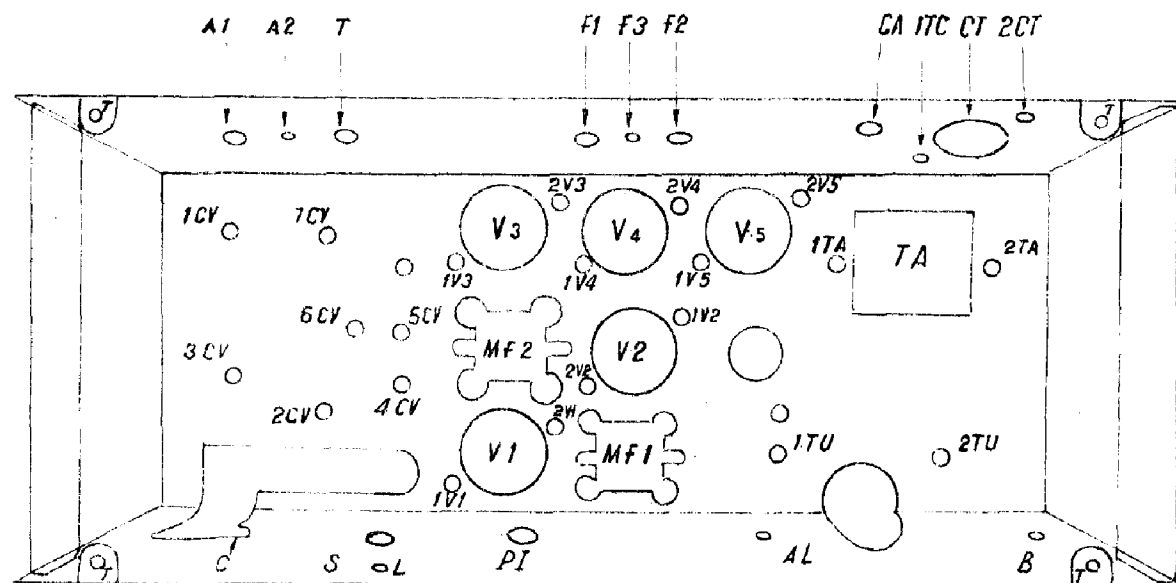 A1 A2 T F1 F3 F2 CA 1TC CT 2CT
T T
2V3 2V4 2V5
1CV 7CV V3 V4 V5
1V3 1V4 1V5 1TA TA 2TA
6CV 5CV 1V2
MF2 V2
3CV 2V2
2CV 4CV 2V1
V1 MF1 1TU 2TU
1V1
C S L PI AL B
T T